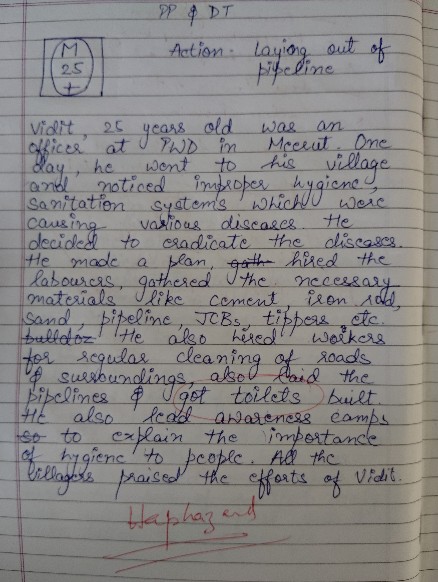 PP & DT
M
25
+
Action - Laying out of
pipeline
Vidit, 25 years old was an
officer at PWD in Meerut. One
day, he went to his village
and noticed improper hygiene,
sanitation systems which were
causing various diseases. He
decided to eradicate the diseases.
He made a plan, gath hired the
labourers, gathered the necessary
materials like cement, iron rod,
sand, pipeline, JCBs, tippers etc.
bulldoz He also hired workers
for regular cleaning of roads
& surroundings, also laid the
pipelines & got toilets built.
He also lead awareness camps
so to explain the importance
of hygiene to people. All the
villagers praised the efforts of Vidit.
Haphazard